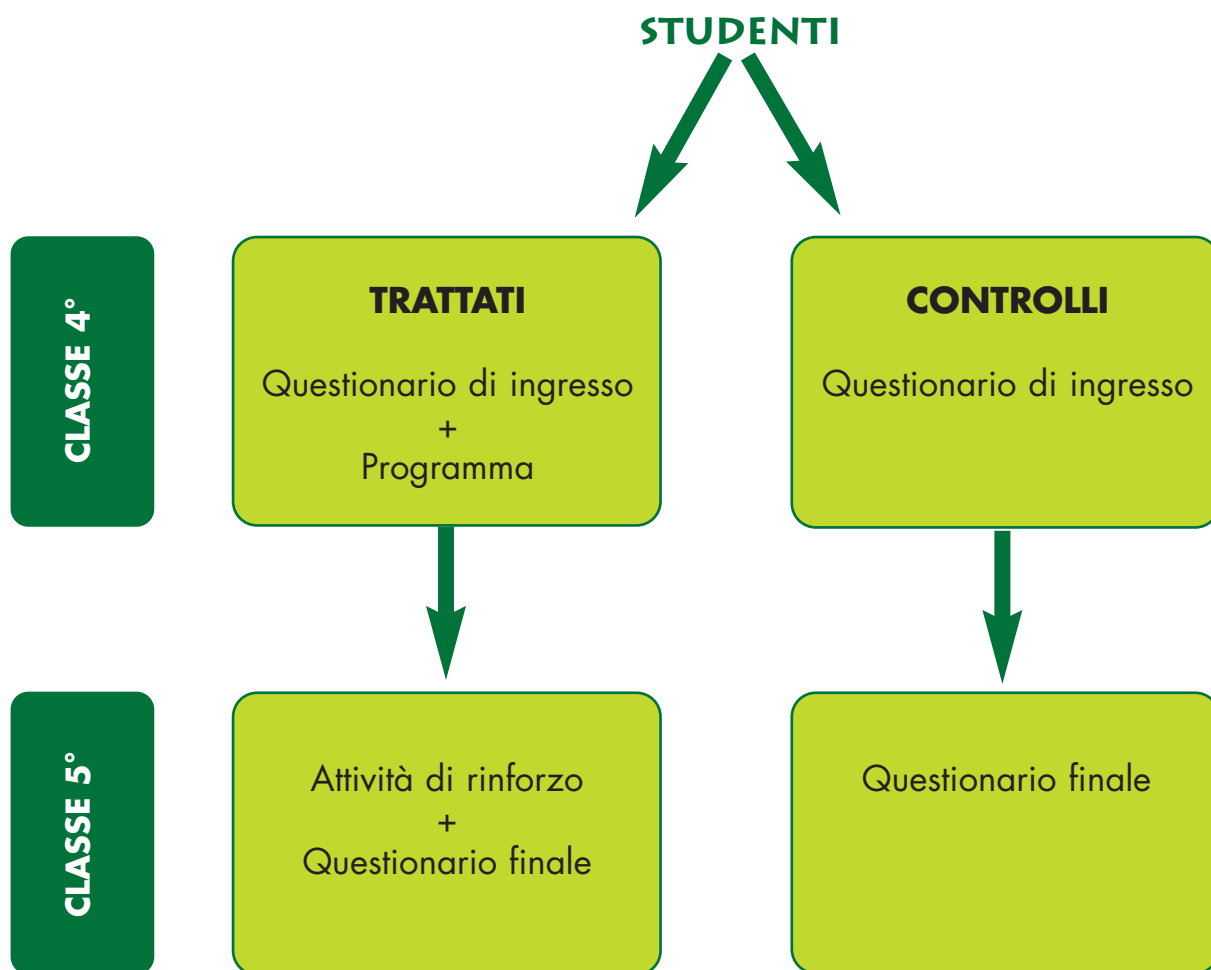 STUDENTI
CLASSE 4°
TRATTATI
Questionario di ingresso
+
Programma
CONTROLLI
Questionario di ingresso
CLASSE 5°
Attività di rinforzo
+
Questionario finale
Questionario finale